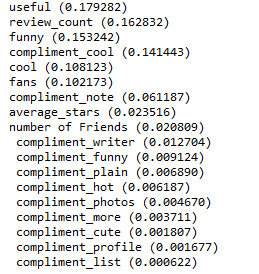 useful (0.179282)
review_count (0.162832)
funny (0.153242)
compliment_cool (0.141443)
cool (0.108123)
fans (0.102173)
compliment_note (0.061187)
average_stars (0.023516)
number of Friends (0.020809)
compliment_writer (0.012704)
compliment_funny (0.009124)
compliment_plain (0.006890)
compliment_hot (0.006187)
compliment_photos (0.004670)
compliment_more (0.003711)
compliment_cute (0.001807)
compliment_profile (0.001677)
compliment_list (0.000622)